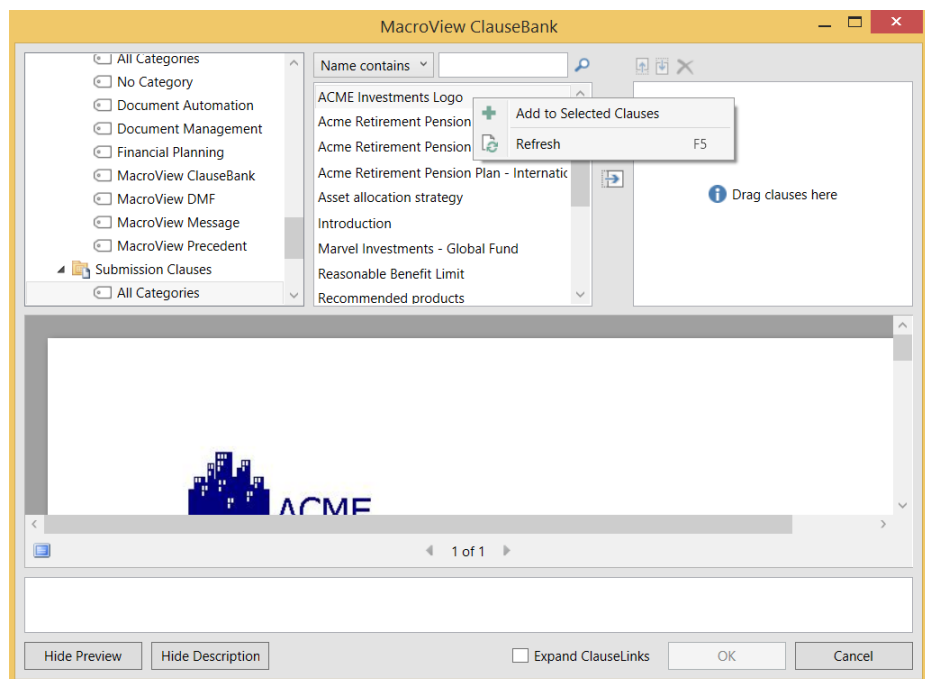 MacroView ClauseBank
All Categories
No Category
Document Automation
Document Management
Financial Planning
MacroView ClauseBank
MacroView DMF
MacroView Message
MacroView Precedent
Submission Clauses
All Categories
Name contains
ACME Investments Logo
Acme Retirement Pension
Acme Retirement Pension
Acme Retirement Pension Plan - Internatic
Asset allocation strategy
Introduction
Marvel Investments - Global Fund
Reasonable Benefit Limit
Recommended products
Add to Selected Clauses
Refresh F5
Drag clauses here
ACME
1 of 1
Hide Preview Hide Description Expand ClauseLinks OK Cancel